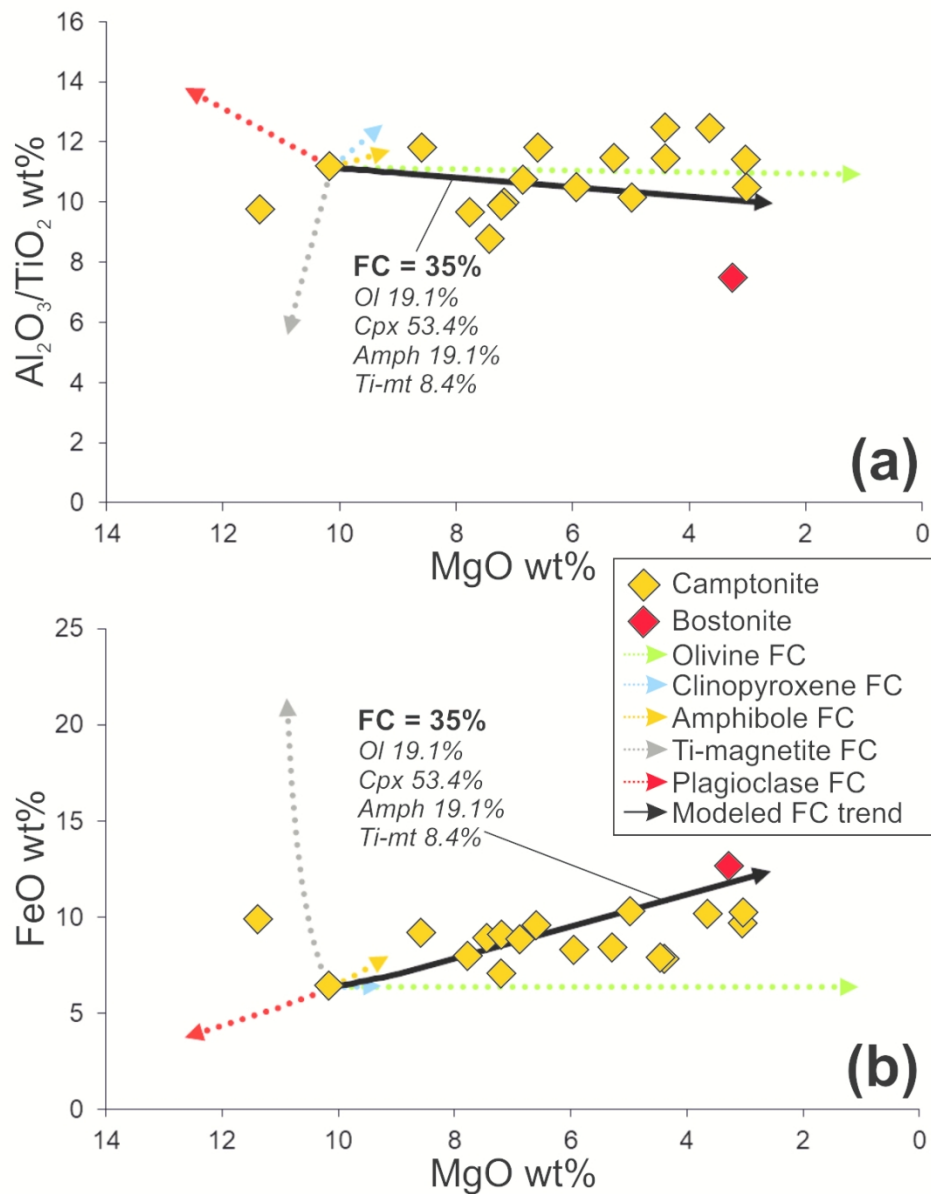 16
14
12
10
8
6
4
2
0
Al₂O₃/TiO₂ wt%
FC = 35%
Ol 19.1%
Cpx 53.4%
Amph 19.1%
Ti-mt 8.4%
(a)
14 12 10 8 6 4 2 0
MgO wt%
Camptonite
Bostonite
Olivine FC
Clinopyroxene FC
Amphibole FC
Ti-magnetite FC
Plagioclase FC
Modeled FC trend
25
20
15
10
5
0
FeO wt%
FC = 35%
Ol 19.1%
Cpx 53.4%
Amph 19.1%
Ti-mt 8.4%
(b)
14 12 10 8 6 4 2 0
MgO wt%